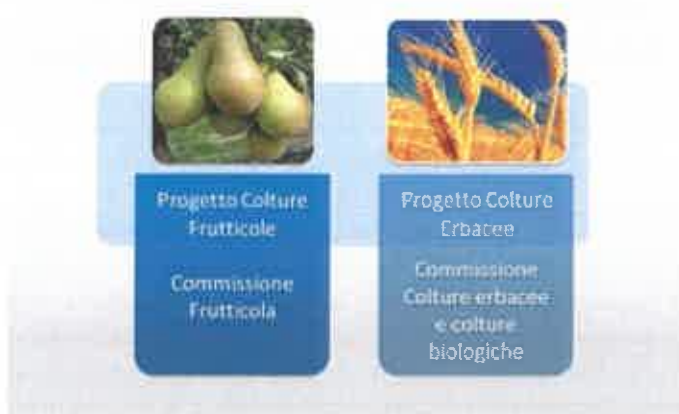 Progetto Colture
Frutticole
Commissione
Frutticola
Progetto Colture
Erbacee
Commissione
Colture erbacee
e colture
biologiche